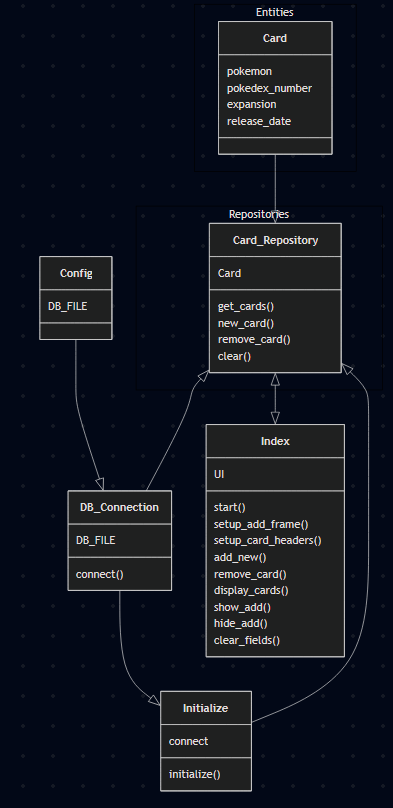 Entities
Card
pokemon
pokedex_number
expansion
release_date
Repositories
Card_Repository
Card
get_cards()
new_card()
remove_card()
clear()
Config
DB_FILE
Index
UI
start()
setup_add_frame()
setup_card_headers()
add_new()
remove_card()
display_cards()
show_add()
hide_add()
clear_fields()
DB_Connection
DB_FILE
connect()
Initialize
connect
initialize()